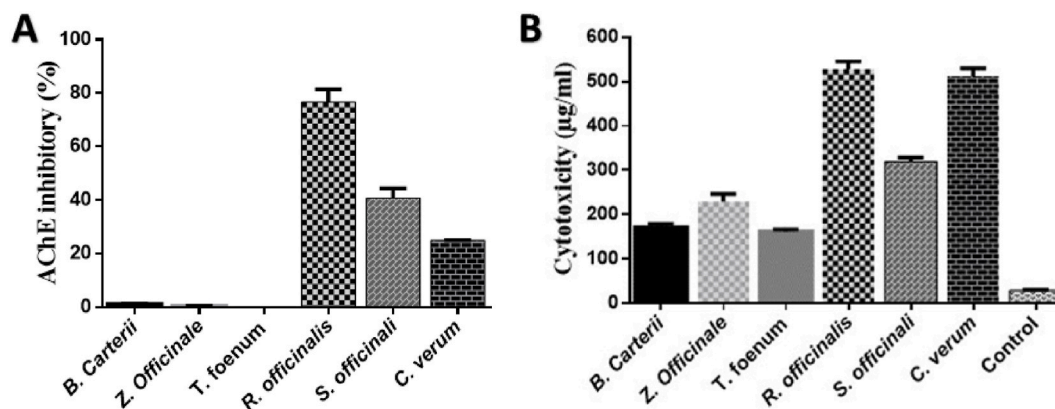 A
AChE inhibitory (%)
100
80
60
40
20
0
B. Carterii
Z. Officinale
T. foenum
R. officinalis
S. officinali
C. verum
B
Cytotoxicity (µg/ml)
600
500
400
300
200
100
0
B. Carterii
Z. Officinale
T. foenum
R. officinalis
S. officinali
C. verum
Control